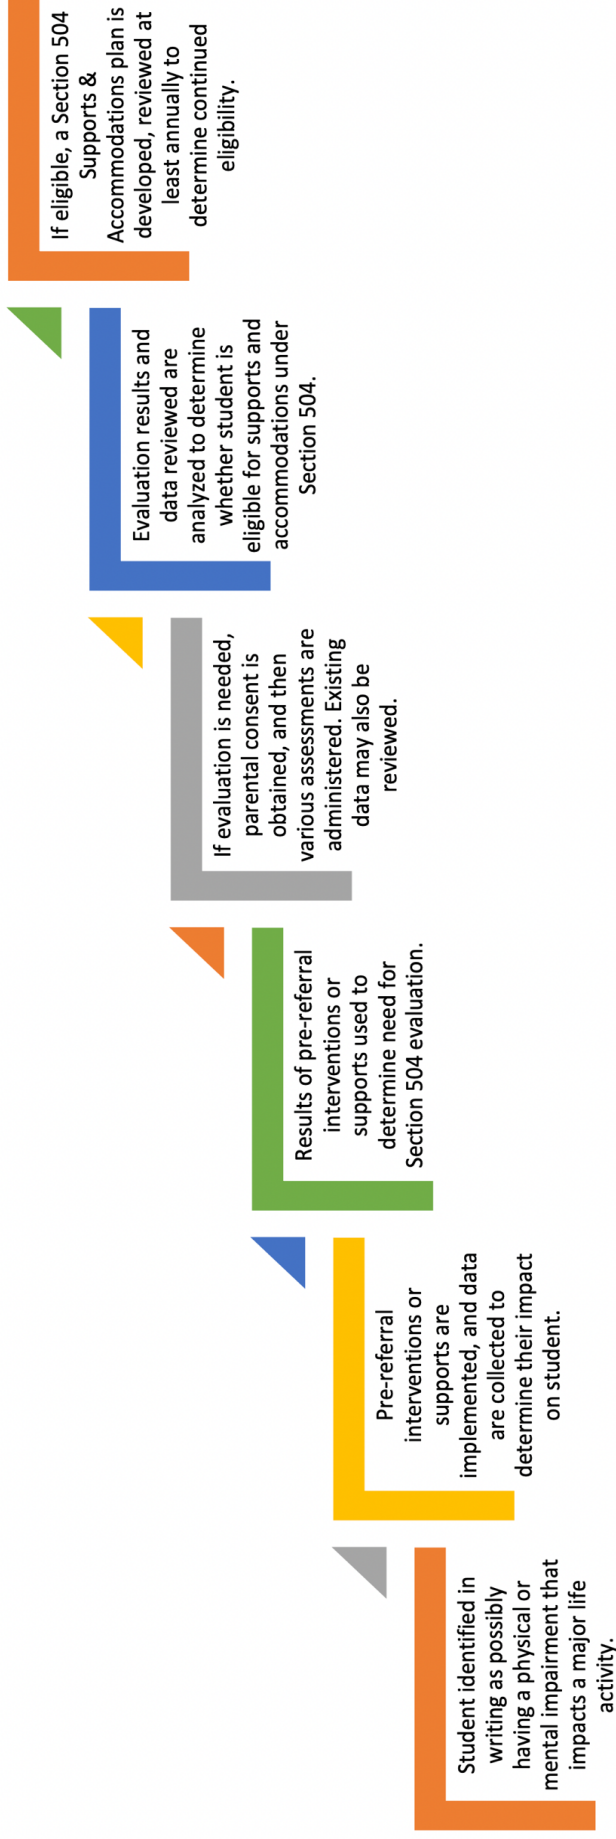 Student identified in
writing as possibly
having a physical or
mental impairment that
impacts a major life
activity.
Pre-referral
interventions or
supports are
implemented, and data
are collected to
determine their impact
on student.
Results of pre-referral
interventions or
supports used to
determine need for
Section 504 evaluation.
If evaluation is needed,
parental consent is
obtained, and then
various assessments are
administered. Existing
data may also be
reviewed.
Evaluation results and
data reviewed are
analyzed to determine
whether student is
eligible for supports and
accommodations under
Section 504.
If eligible, a Section 504
Supports &
Accommodations plan is
developed, reviewed at
least annually to
determine continued
eligibility.